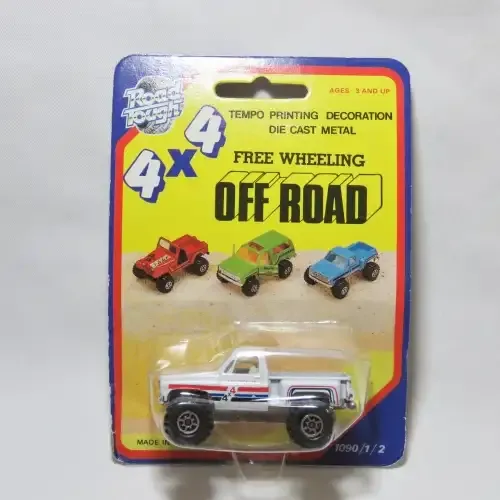 Road
Tough
AGES: 3 AND UP
4x4
TEMPO PRINTING DECORATION
DIE CAST METAL
FREE WHEELING
OFF ROAD
4
MADE IN
1090/1/2